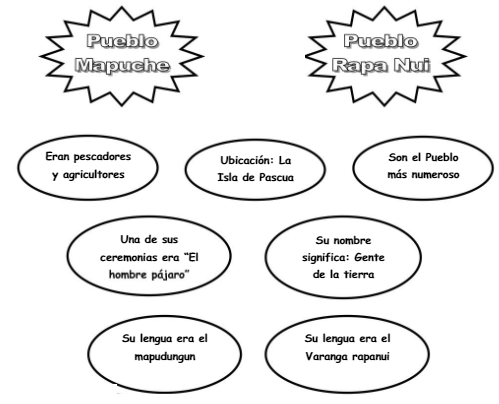 Pueblo
Mapuche
Pueblo
Rapa Nui
Eran pescadores
y agricultores
Ubicación: La
Isla de Pascua
Son el Pueblo
más numeroso
Una de sus
ceremonias era “El
hombre pájaro”
Su nombre
significa: Gente
de la tierra
Su lengua era el
mapudungun
Su lengua era el
Varanga rapanui